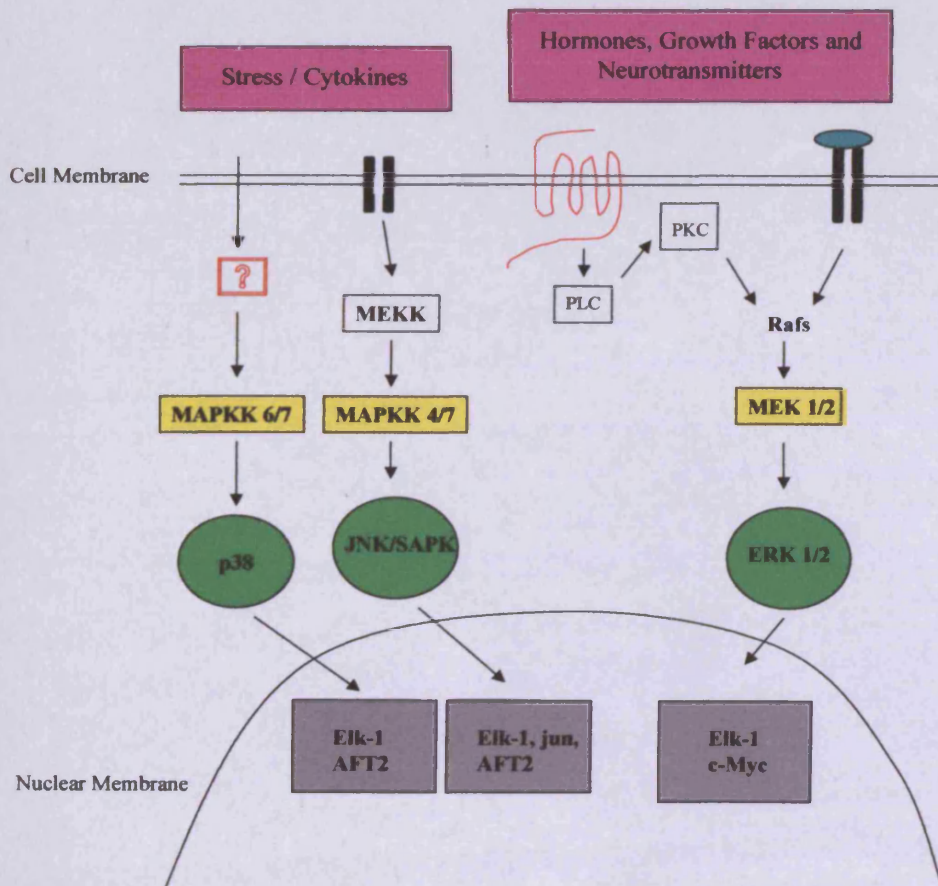 Stress / Cytokines
Hormones, Growth Factors and
Neurotransmitters
Cell Membrane
?
PKC
PLC
MEKK
Rafs
MAPKK 6/7
MAPKK 4/7
MEK 1/2
p38
JNK/SAPK
ERK 1/2
Elk-1
AFT2
Elk-1, jun,
AFT2
Elk-1
c-Myc
Nuclear Membrane